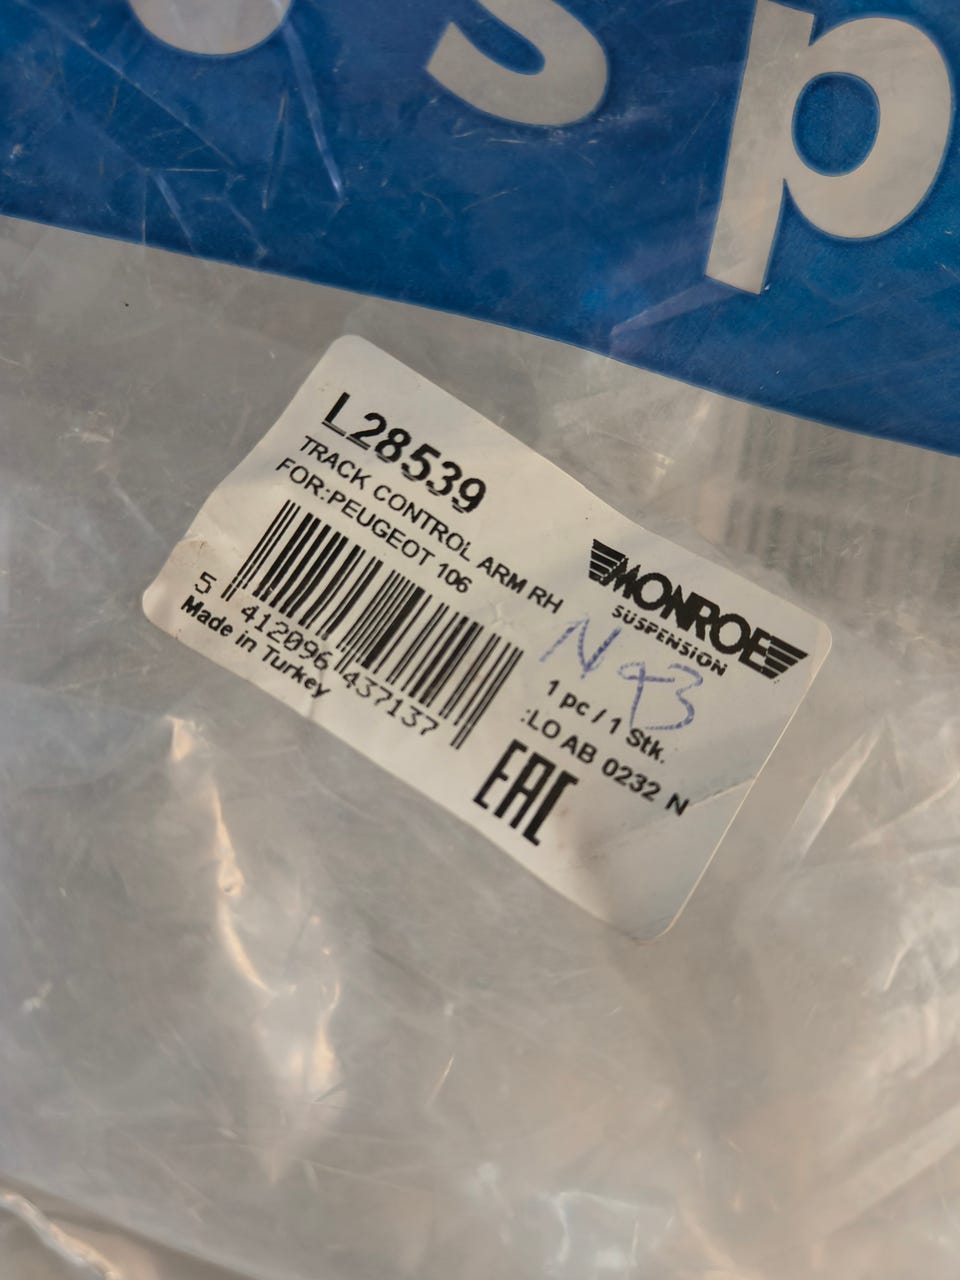 sp
L28539
TRACK CONTROL ARM RH
FOR:PEUGEOT 106
5 412096 437137
Made in Turkey
MONROE
SUSPENSION
1 pc / 1 Stk.
:LO AB 0232 N
EAC